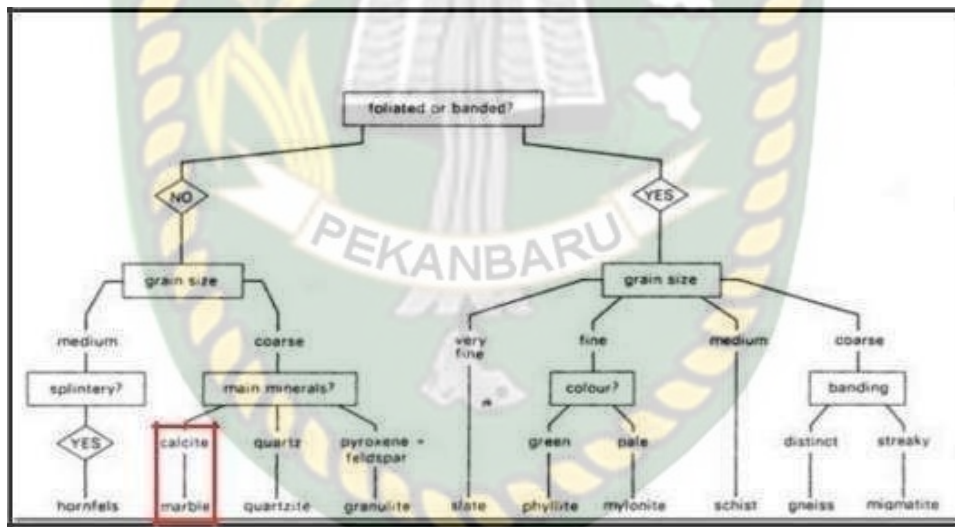 foliated or banded?
NO
YES
PEKANBARU
grain size
grain size
medium
coarse
very
fine
fine
medium
coarse
splintery?
main minerals?
colour?
banding
YES
calcite
quartz
pyroxene +
feldspar
green
pale
distinct
streaky
hornfels
marble
quartzite
granulite
slate
phyllite
mylonite
schist
gneiss
migmatite